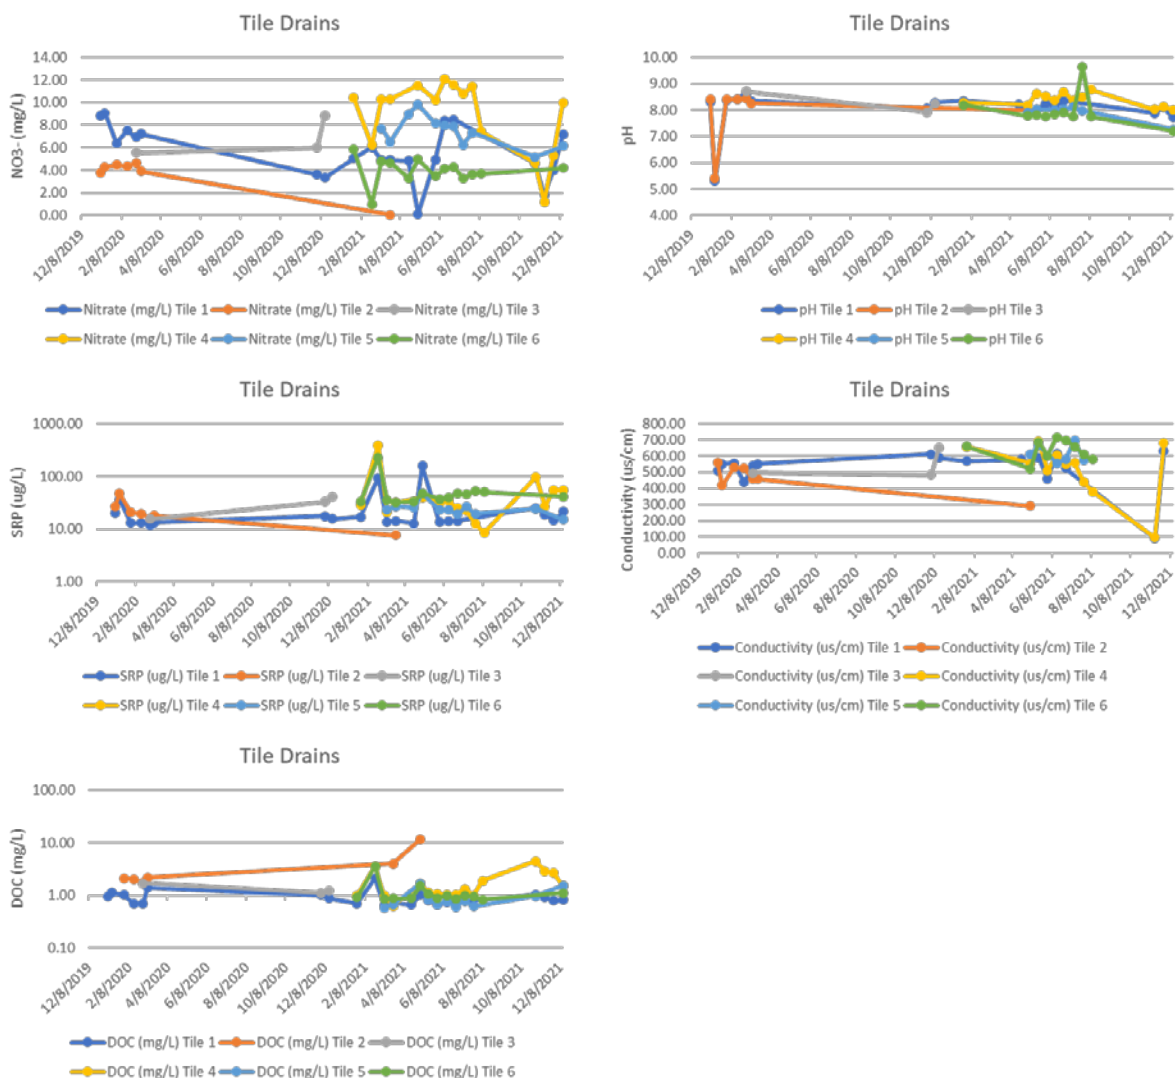 Tile Drains
NO3- (mg/L)
14.00
12.00
10.00
8.00
6.00
4.00
2.00
0.00
12/8/2019
2/8/2020
4/8/2020
6/8/2020
8/8/2020
10/8/2020
12/8/2020
2/8/2021
4/8/2021
6/8/2021
8/8/2021
10/8/2021
12/8/2021
Nitrate (mg/L) Tile 1
Nitrate (mg/L) Tile 2
Nitrate (mg/L) Tile 3
Nitrate (mg/L) Tile 4
Nitrate (mg/L) Tile 5
Nitrate (mg/L) Tile 6
Tile Drains
pH
10.00
9.00
8.00
7.00
6.00
5.00
4.00
12/8/2019
2/8/2020
4/8/2020
6/8/2020
8/8/2020
10/8/2020
12/8/2020
2/8/2021
4/8/2021
6/8/2021
8/8/2021
10/8/2021
12/8/2021
pH Tile 1
pH Tile 2
pH Tile 3
pH Tile 4
pH Tile 5
pH Tile 6
Tile Drains
SRP (ug/L)
1000.00
100.00
10.00
1.00
12/8/2019
2/8/2020
4/8/2020
6/8/2020
8/8/2020
10/8/2020
12/8/2020
2/8/2021
4/8/2021
6/8/2021
8/8/2021
10/8/2021
12/8/2021
SRP (ug/L) Tile 1
SRP (ug/L) Tile 2
SRP (ug/L) Tile 3
SRP (ug/L) Tile 4
SRP (ug/L) Tile 5
SRP (ug/L) Tile 6
Tile Drains
Conductivity (us/cm)
800.00
700.00
600.00
500.00
400.00
300.00
200.00
100.00
0.00
12/8/2019
2/8/2020
4/8/2020
6/8/2020
8/8/2020
10/8/2020
12/8/2020
2/8/2021
4/8/2021
6/8/2021
8/8/2021
10/8/2021
12/8/2021
Conductivity (us/cm) Tile 1
Conductivity (us/cm) Tile 2
Conductivity (us/cm) Tile 3
Conductivity (us/cm) Tile 4
Conductivity (us/cm) Tile 5
Conductivity (us/cm) Tile 6
Tile Drains
DOC (mg/L)
100.00
10.00
1.00
0.10
12/8/2019
2/8/2020
4/8/2020
6/8/2020
8/8/2020
10/8/2020
12/8/2020
2/8/2021
4/8/2021
6/8/2021
8/8/2021
10/8/2021
12/8/2021
DOC (mg/L) Tile 1
DOC (mg/L) Tile 2
DOC (mg/L) Tile 3
DOC (mg/L) Tile 4
DOC (mg/L) Tile 5
DOC (mg/L) Tile 6